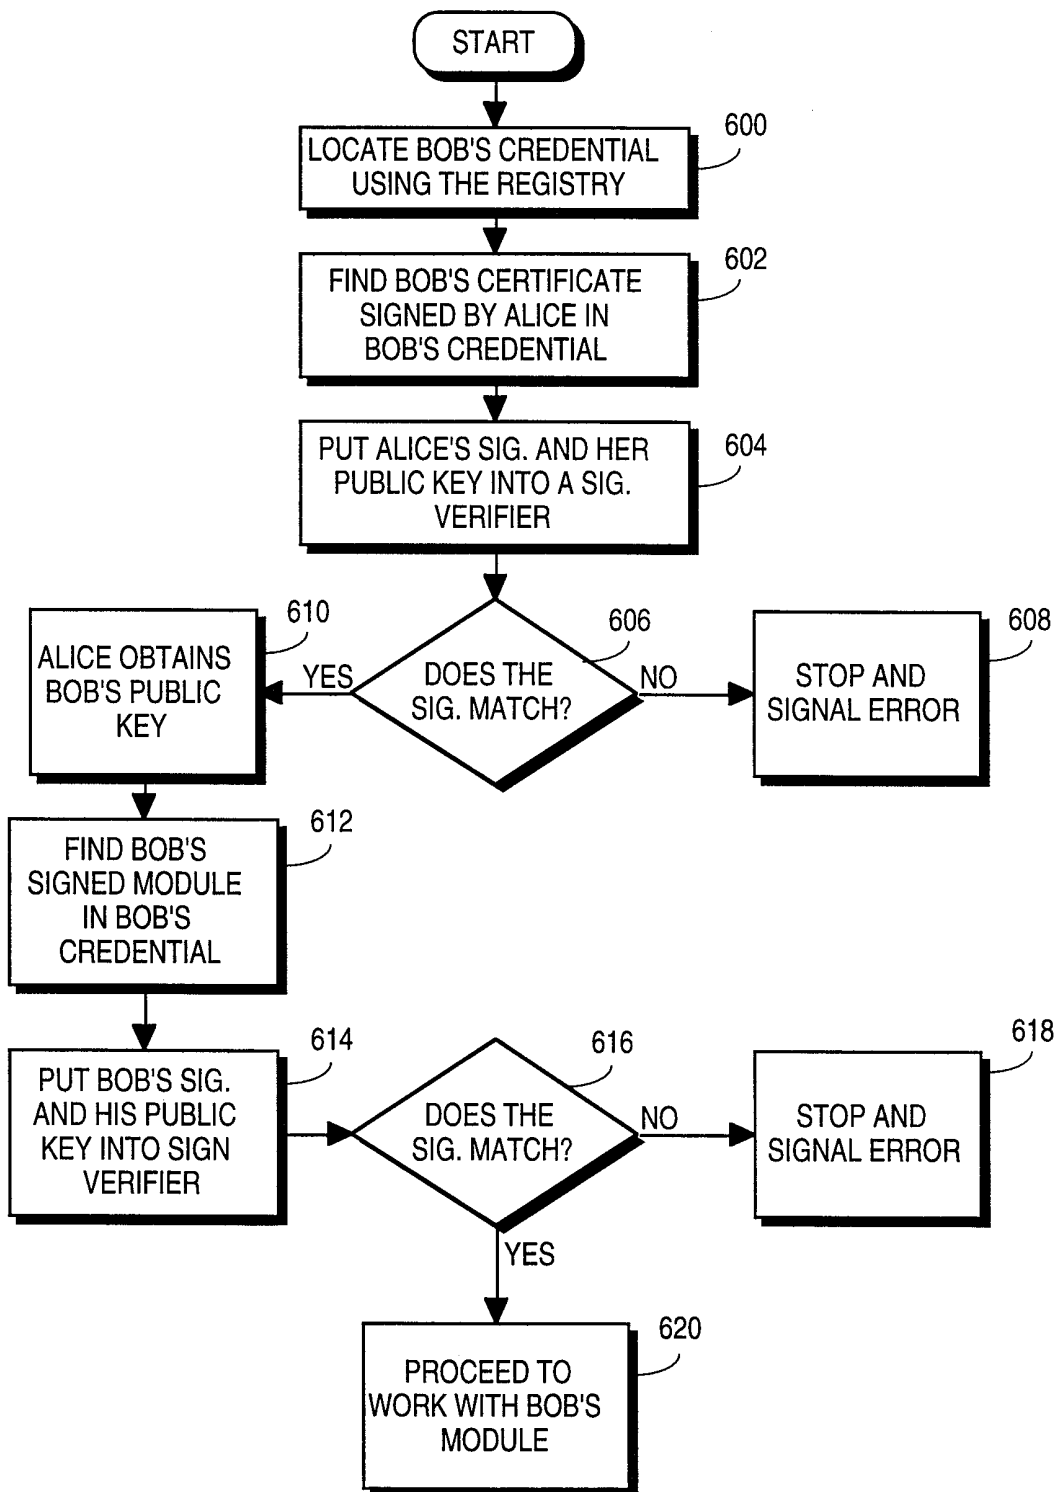 START
600
LOCATE BOB'S CREDENTIAL
USING THE REGISTRY
602
FIND BOB'S CERTIFICATE
SIGNED BY ALICE IN
BOB'S CREDENTIAL
604
PUT ALICE'S SIG. AND HER
PUBLIC KEY INTO A SIG.
VERIFIER
606
DOES THE
SIG. MATCH?
NO
608
STOP AND
SIGNAL ERROR
YES
610
ALICE OBTAINS
BOB'S PUBLIC
KEY
612
FIND BOB'S
SIGNED MODULE
IN BOB'S
CREDENTIAL
614
PUT BOB'S SIG.
AND HIS PUBLIC
KEY INTO SIGN
VERIFIER
616
DOES THE
SIG. MATCH?
NO
618
STOP AND
SIGNAL ERROR
YES
620
PROCEED TO
WORK WITH BOB'S
MODULE